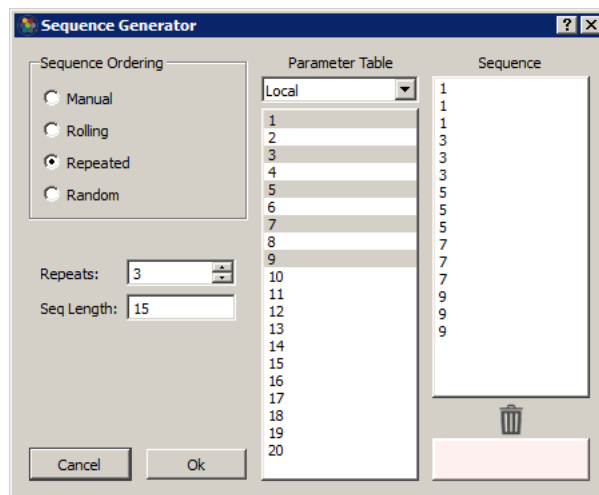 Sequence Generator
Sequence Ordering
Manual
Rolling
Repeated
Random
Repeats: 3
Seq Length: 15
Cancel
Ok
Parameter Table
Local
1
2
3
4
5
6
7
8
9
10
11
12
13
14
15
16
17
18
19
20
Sequence
1
1
1
3
3
3
5
5
5
7
7
7
9
9
9